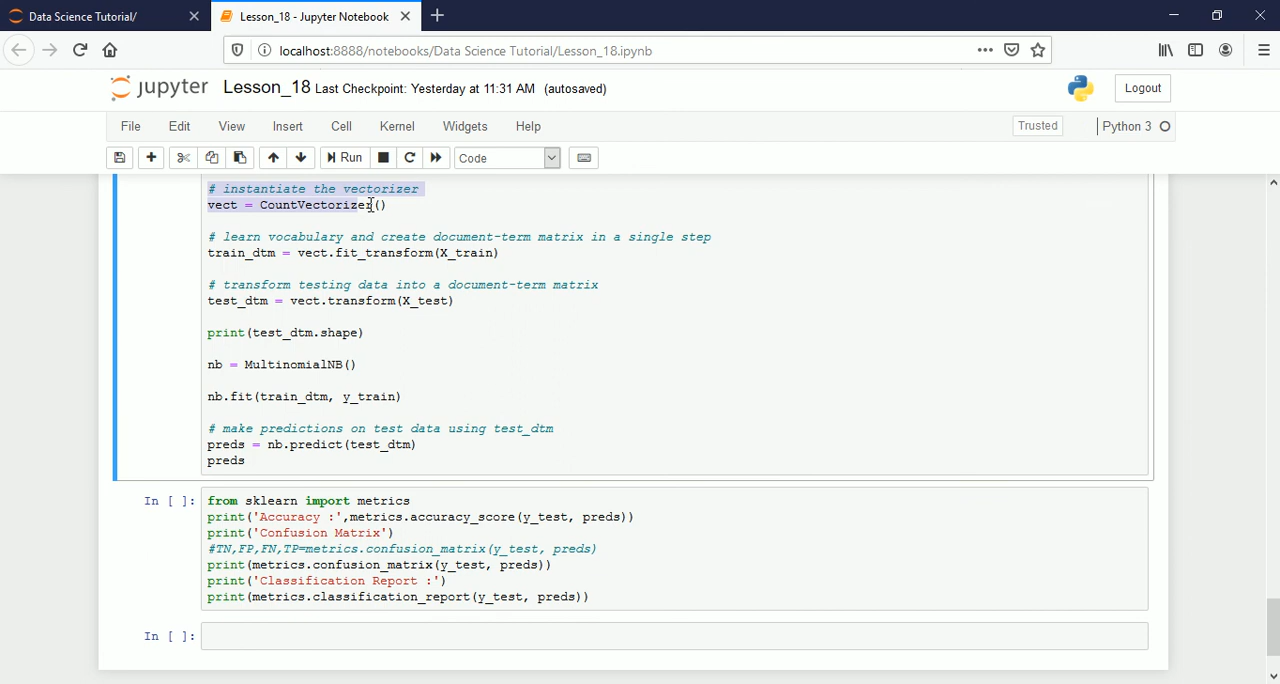 Data Science Tutorial/
Lesson_18 - Jupyter Notebook
localhost:8888/notebooks/Data Science Tutorial/Lesson_18.ipynb
jupyter Lesson_18 Last Checkpoint: Yesterday at 11:31 AM (autosaved)
Logout
File Edit View Insert Cell Kernel Widgets Help
Trusted
Python 3
Run
Code
# instantiate the vectorizer
vect = CountVectorizer()
# learn vocabulary and create document-term matrix in a single step
train_dtm = vect.fit_transform(X_train)
# transform testing data into a document-term matrix
test_dtm = vect.transform(X_test)
print(test_dtm.shape)
nb = MultinomialNB()
nb.fit(train_dtm, y_train)
# make predictions on test data using test_dtm
preds = nb.predict(test_dtm)
preds
In [ ]: from sklearn import metrics
print('Accuracy :',metrics.accuracy_score(y_test, preds))
print('Confusion Matrix')
#TN,FP,FN,TP=metrics.confusion_matrix(y_test, preds)
print(metrics.confusion_matrix(y_test, preds))
print('Classification Report :')
print(metrics.classification_report(y_test, preds))
In [ ]: